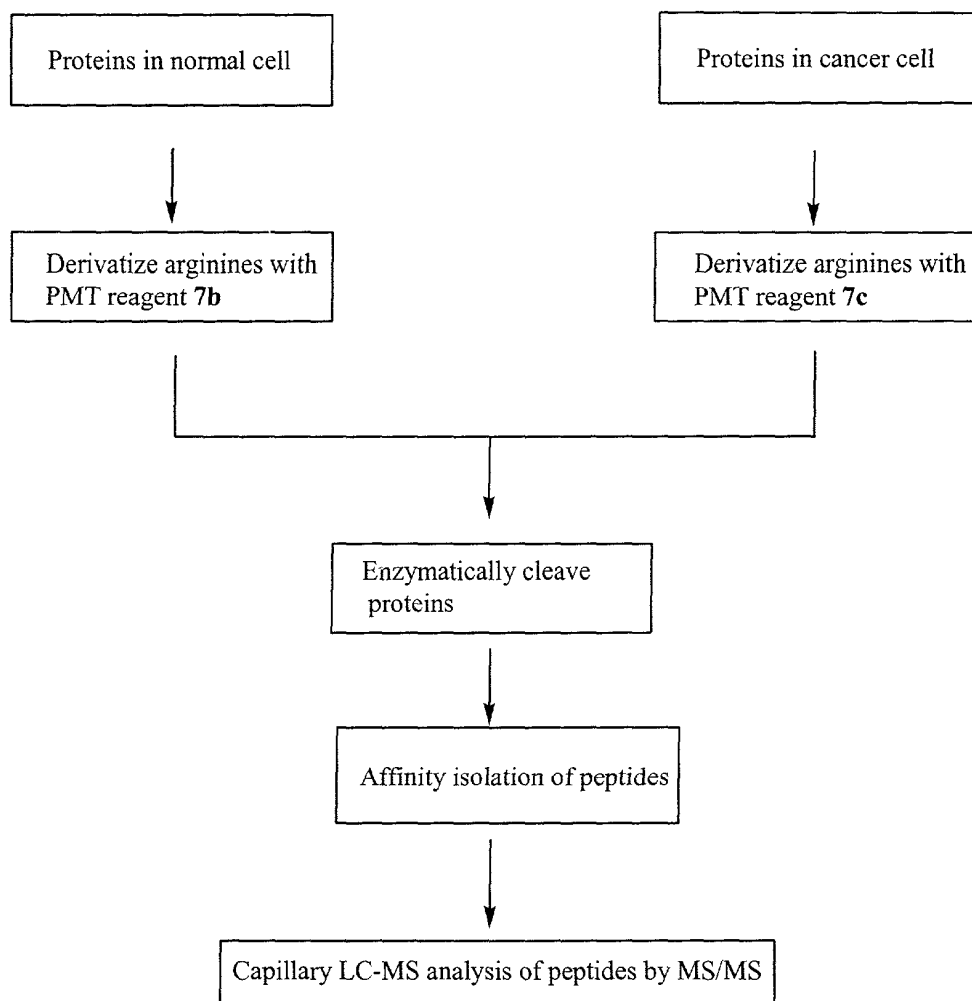 Proteins in normal cell
Proteins in cancer cell
Derivatize arginines with
PMT reagent 7b
Derivatize arginines with
PMT reagent 7c
Enzymatically cleave
proteins
Affinity isolation of peptides
Capillary LC-MS analysis of peptides by MS/MS